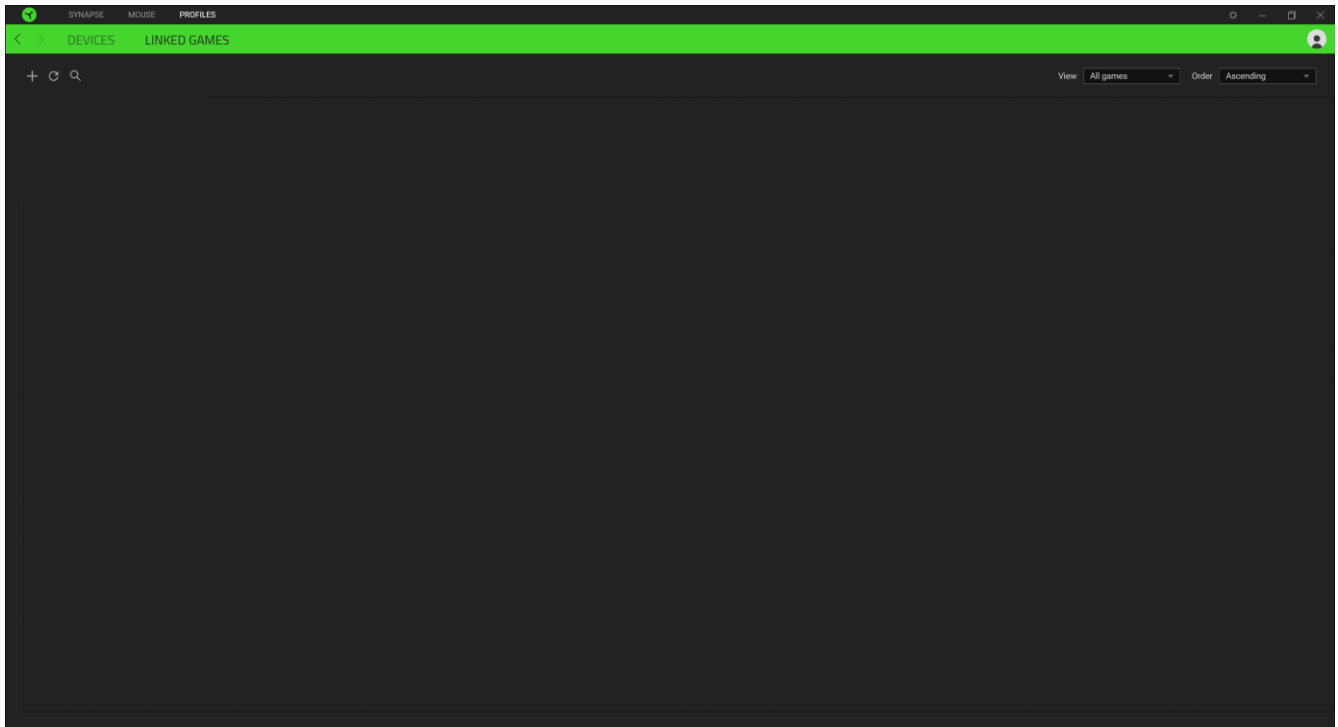 SYNAPSE MOUSE PROFILES
DEVICES LINKED GAMES
View All games Order Ascending